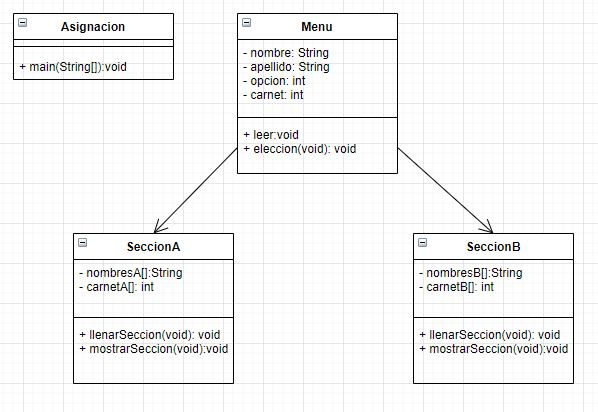 Asignacion
+ main(String[]):void
Menu
- nombre: String
- apellido: String
- opcion: int
- carnet: int
+ leer:void
+ eleccion(void): void
SeccionA
- nombresA[]:String
- carnetA[]: int
+ llenarSeccion(void): void
+ mostrarSeccion(void):void
SeccionB
- nombresB[]:String
- carnetB[]: int
+ llenarSeccion(void): void
+ mostrarSeccion(void):void